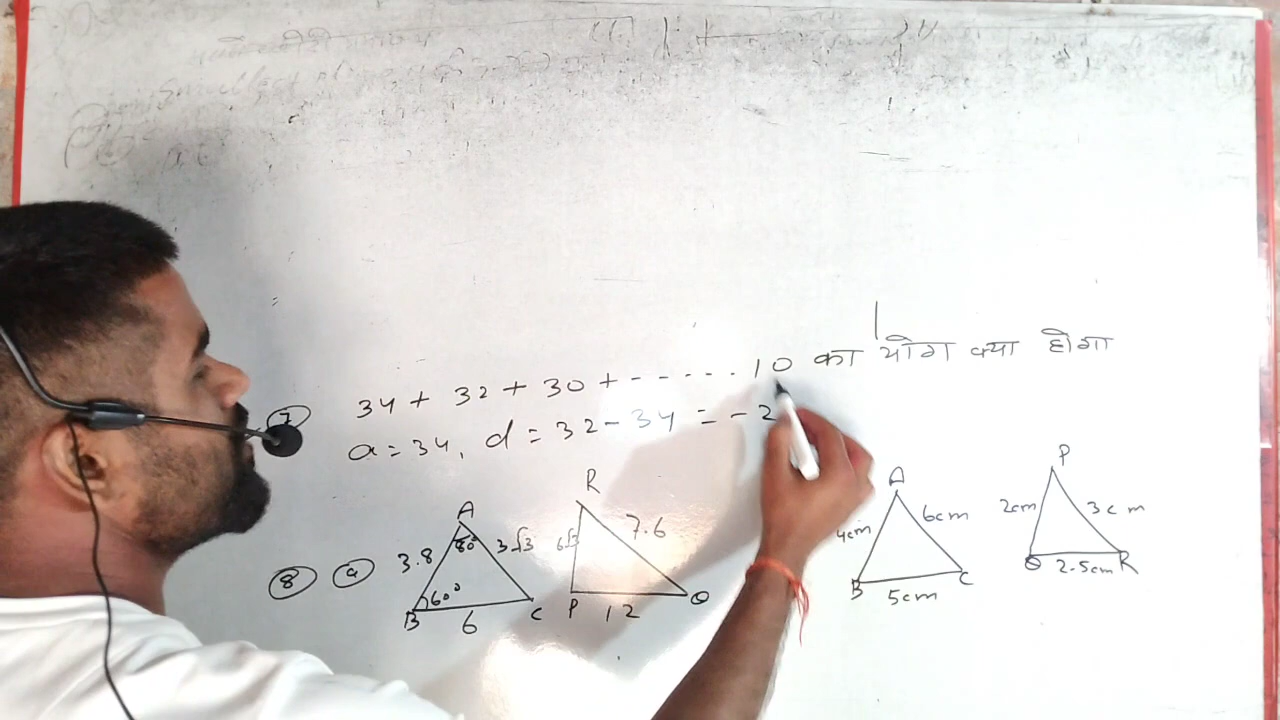 7 34 + 32 + 30 + ------ 10 का योग क्या होगा
a = 34, d = 32 - 34 = -2
8 a
A
3.8 80° 3√3
60°
B 6 C
R
6√3 7.6
P 12 Q
A
4cm 6cm
B 5cm C
P
2cm 3cm
Q 2.5cm R